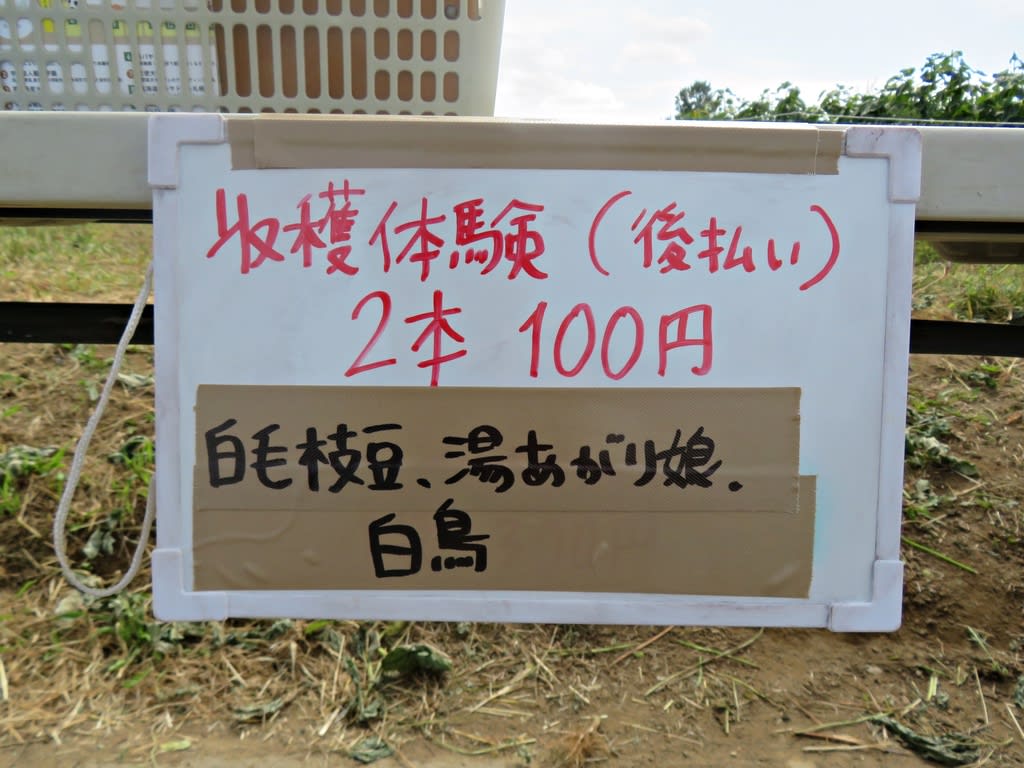 収穫体験(後払い)
2本 100円
白毛枝豆、湯あがり娘.
白鳥